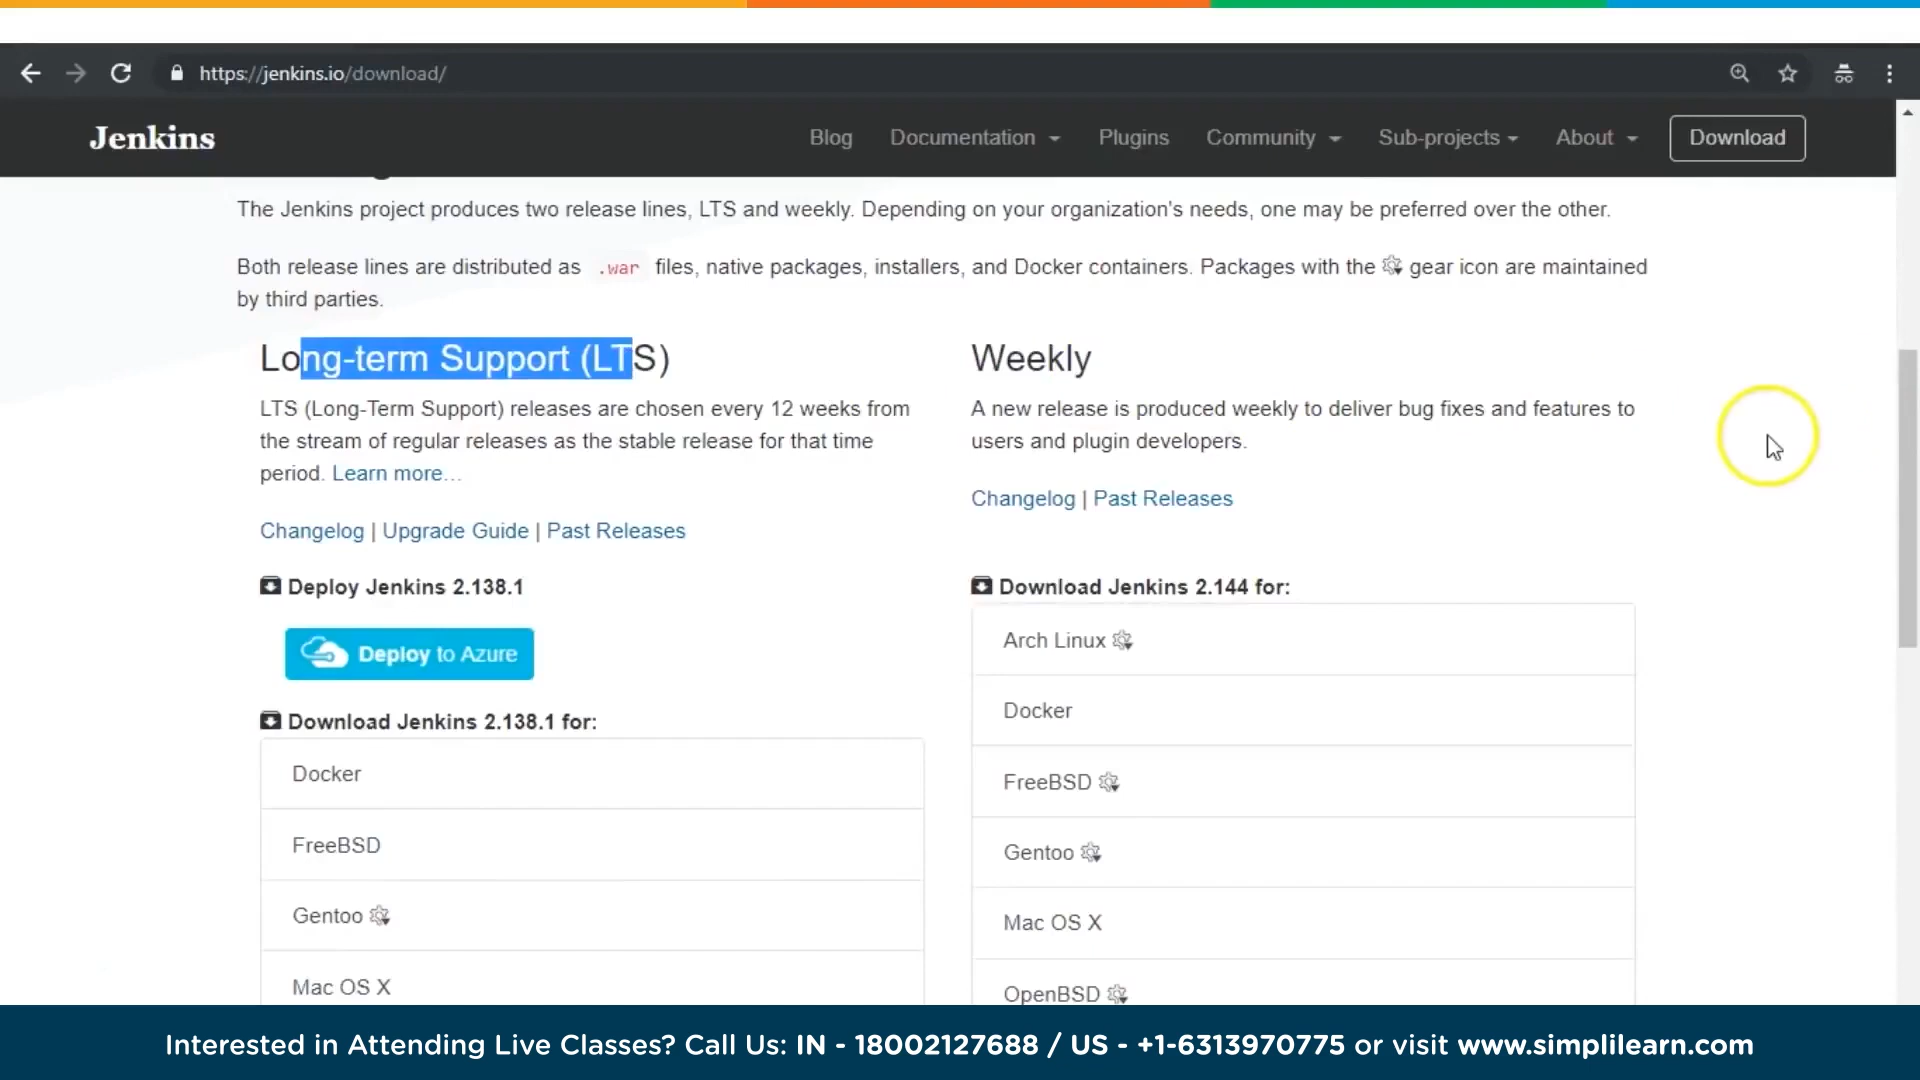 https://jenkins.io/download/
Jenkins
Blog
Documentation
Plugins
Community
Sub-projects
About
Download
The Jenkins project produces two release lines, LTS and weekly. Depending on your organization's needs, one may be preferred over the other.
Both release lines are distributed as .war files, native packages, installers, and Docker containers. Packages with the gear icon are maintained
by third parties.
Long-term Support (LTS)
LTS (Long-Term Support) releases are chosen every 12 weeks from
the stream of regular releases as the stable release for that time
period. Learn more…
Changelog | Upgrade Guide | Past Releases
Deploy Jenkins 2.138.1
Deploy to Azure
Download Jenkins 2.138.1 for:
Docker
FreeBSD
Gentoo
Mac OS X
Weekly
A new release is produced weekly to deliver bug fixes and features to
users and plugin developers.
Changelog | Past Releases
Download Jenkins 2.144 for:
Arch Linux
Docker
FreeBSD
Gentoo
Mac OS X
OpenBSD
Interested in Attending Live Classes? Call Us: IN - 18002127688 / US - +1-6313970775 or visit www.simplilearn.com